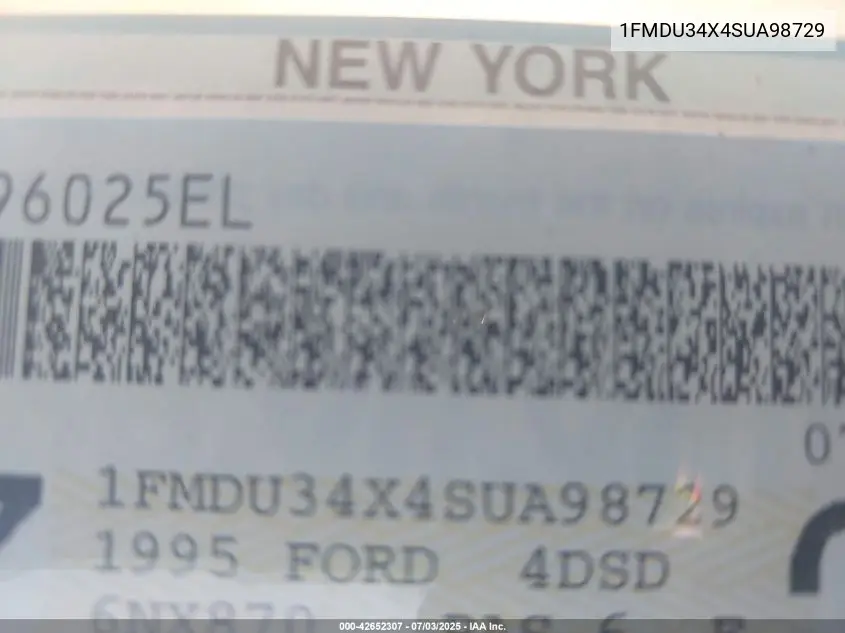 1FMDU34X4SUA98729
NEW YORK
96025EL
1FMDU34X4SUA98729
1995 FORD 4DSD
000-42652307 - 07/03/2025 - IAA Inc.